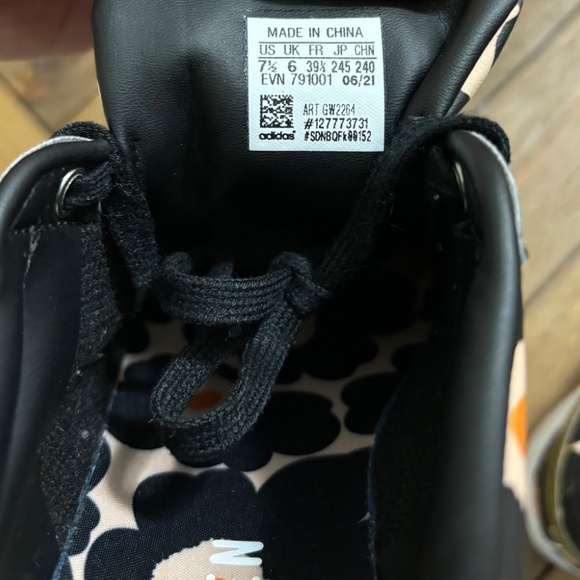 MADE IN CHINA
US UK FR JP CHN
7½ 6 39⅓ 245 240
EVN 791001 06/21
ART GW2264
#127773731
adidas #SDNBQFk00152
N